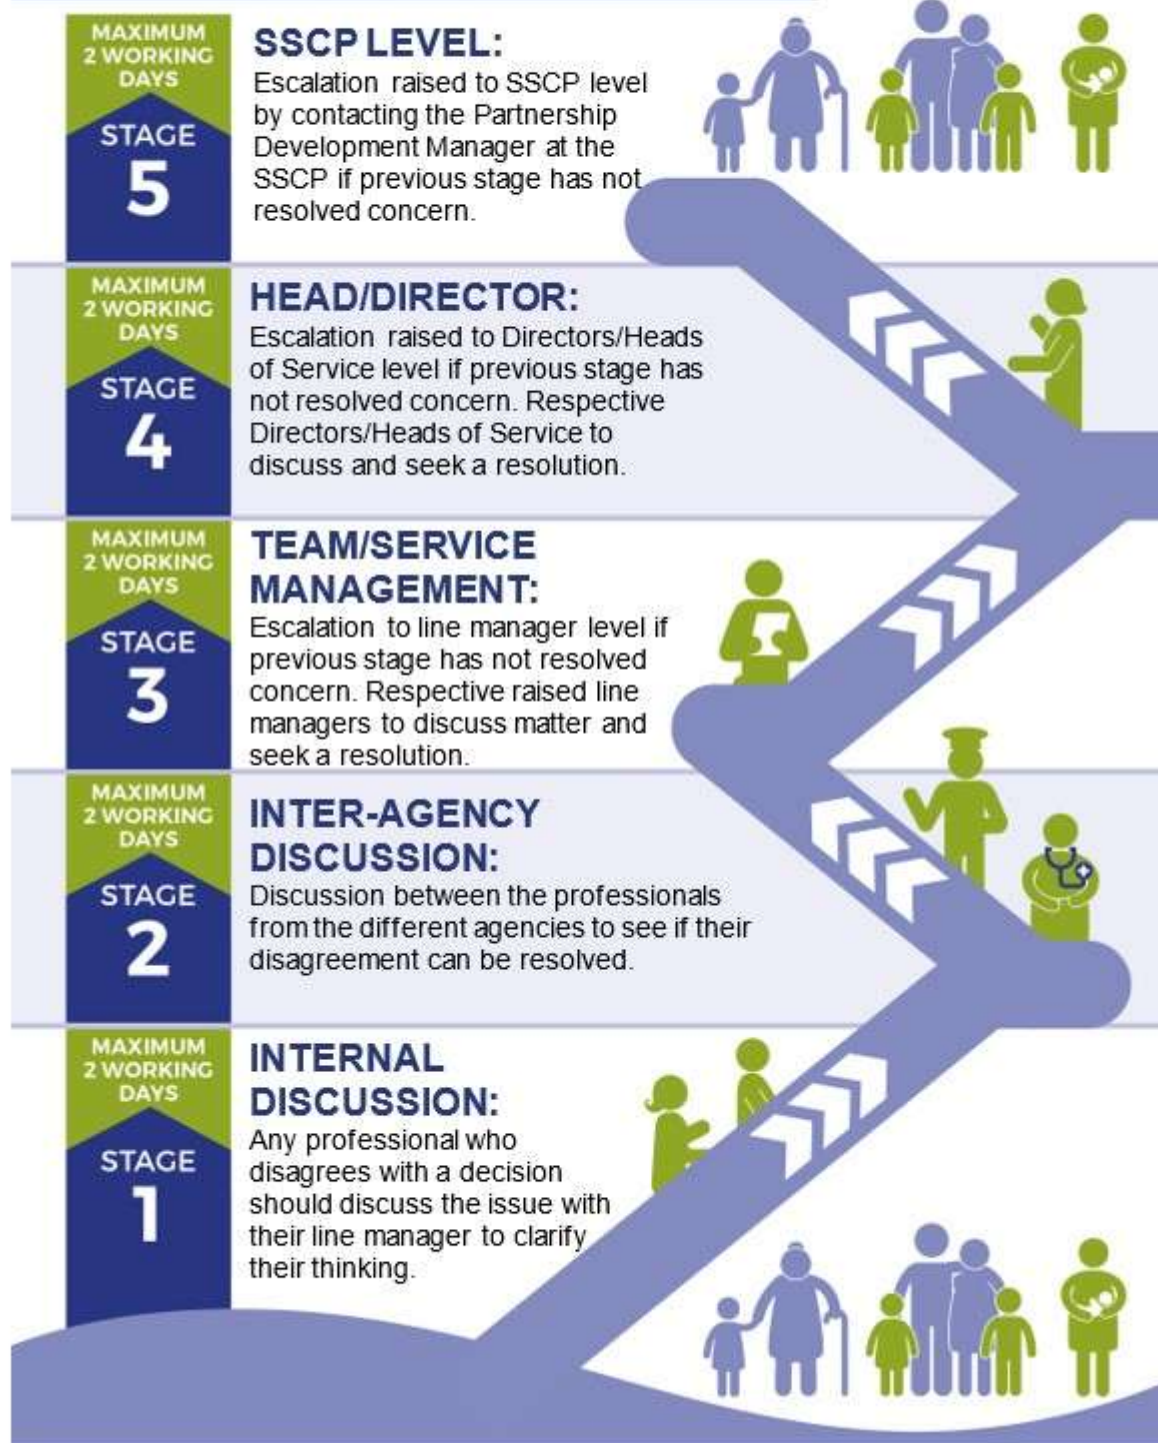 MAXIMUM
2 WORKING
DAYS
STAGE
5
SSCP LEVEL:
Escalation raised to SSCP level
by contacting the Partnership
Development Manager at the
SSCP if previous stage has not
resolved concern.
MAXIMUM
2 WORKING
DAYS
STAGE
4
HEAD/DIRECTOR:
Escalation raised to Directors/Heads
of Service level if previous stage has
not resolved concern. Respective
Directors/Heads of Service to
discuss and seek a resolution.
MAXIMUM
2 WORKING
DAYS
STAGE
3
TEAM/SERVICE
MANAGEMENT:
Escalation to line manager level if
previous stage has not resolved
concern. Respective raised line
managers to discuss matter and
seek a resolution.
MAXIMUM
2 WORKING
DAYS
STAGE
2
INTER-AGENCY
DISCUSSION:
Discussion between the professionals
from the different agencies to see if their
disagreement can be resolved.
MAXIMUM
2 WORKING
DAYS
STAGE
1
INTERNAL
DISCUSSION:
Any professional who
disagrees with a decision
should discuss the issue with
their line manager to clarify
their thinking.